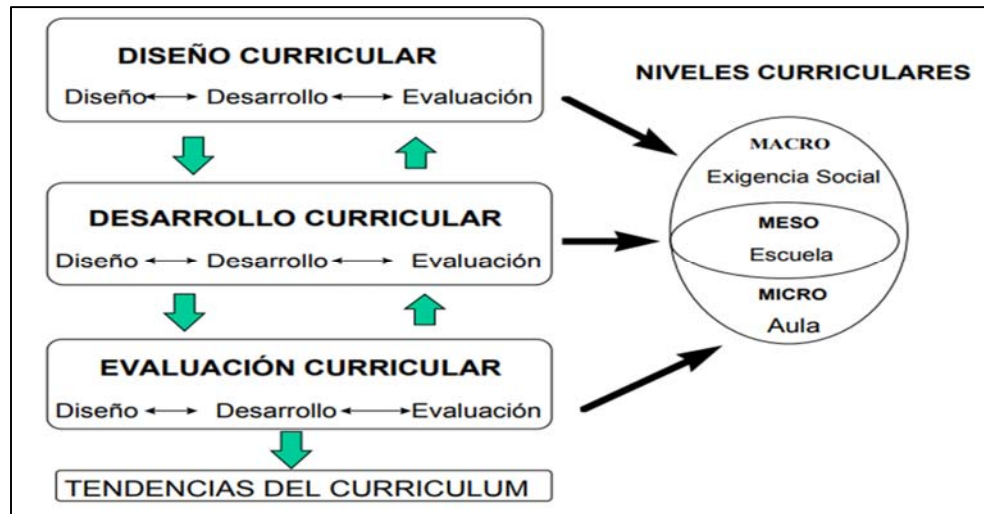 DISEÑO CURRICULAR
Diseño Desarrollo Evaluación
DESARROLLO CURRICULAR
Diseño Desarrollo Evaluación
EVALUACIÓN CURRICULAR
Diseño Desarrollo Evaluación
TENDENCIAS DEL CURRICULUM
NIVELES CURRICULARES
MACRO
Exigencia Social
MESO
Escuela
MICRO
Aula